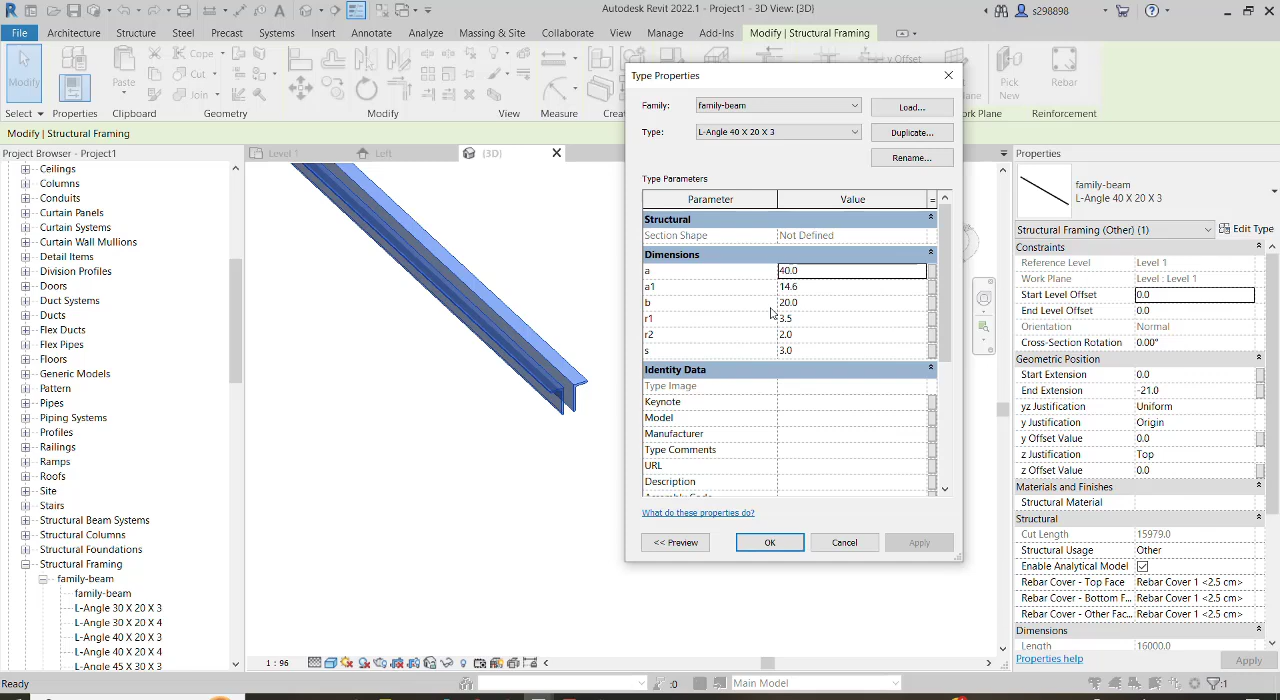 Autodesk Revit 2022.1 - Project1 - 3D View: {3D}
s298898
File Architecture Structure Steel Precast Systems Insert Annotate Analyze Massing & Site Collaborate View Manage Add-Ins Modify | Structural Framing
Modify
Paste
Cope
Cut
Join
y Offset
Pick
New
Rebar
Select Properties Clipboard Geometry Modify View Measure Work Plane Reinforcement
Modify | Structural Framing
Project Browser - Project1
Ceilings
Columns
Conduits
Curtain Panels
Curtain Systems
Curtain Wall Mullions
Detail Items
Division Profiles
Doors
Duct Systems
Ducts
Flex Ducts
Flex Pipes
Floors
Generic Models
Pattern
Pipes
Piping Systems
Profiles
Railings
Ramps
Roofs
Site
Stairs
Structural Beam Systems
Structural Columns
Structural Foundations
Structural Framing
family-beam
family-beam
L-Angle 30 X 20 X 3
L-Angle 30 X 20 X 4
L-Angle 40 X 20 X 3
L-Angle 40 X 20 X 4
L-Angle 45 X 30 X 3
Level 1 Left {3D}
Type Properties
Family: family-beam Load...
Type: L-Angle 40 X 20 X 3 Duplicate...
Rename...
Type Parameters
Parameter Value =
Structural
Section Shape Not Defined
Dimensions
a 40.0
a1 14.6
b 20.0
r1 3.5
r2 2.0
s 3.0
Identity Data
Type Image
Keynote
Model
Manufacturer
Type Comments
URL
Description
Assembly Code
What do these properties do?
<< Preview OK Cancel Apply
Properties
family-beam
L-Angle 40 X 20 X 3
Structural Framing (Other) (1) Edit Type
Constraints
Reference Level Level 1
Work Plane Level : Level 1
Start Level Offset 0.0
End Level Offset 0.0
Orientation Normal
Cross-Section Rotation 0.00°
Geometric Position
Start Extension 0.0
End Extension -21.0
yz Justification Uniform
y Justification Origin
y Offset Value 0.0
z Justification Top
z Offset Value 0.0
Materials and Finishes
Structural Material
Structural
Cut Length 15979.0
Structural Usage Other
Enable Analytical Model
Rebar Cover - Top Face Rebar Cover 1 <2.5 cm>
Rebar Cover - Bottom F... Rebar Cover 1 <2.5 cm>
Rebar Cover - Other Fac... Rebar Cover 1 <2.5 cm>
Dimensions
Length 16000.0
Properties help Apply
1 : 96
Ready :0 Main Model :1